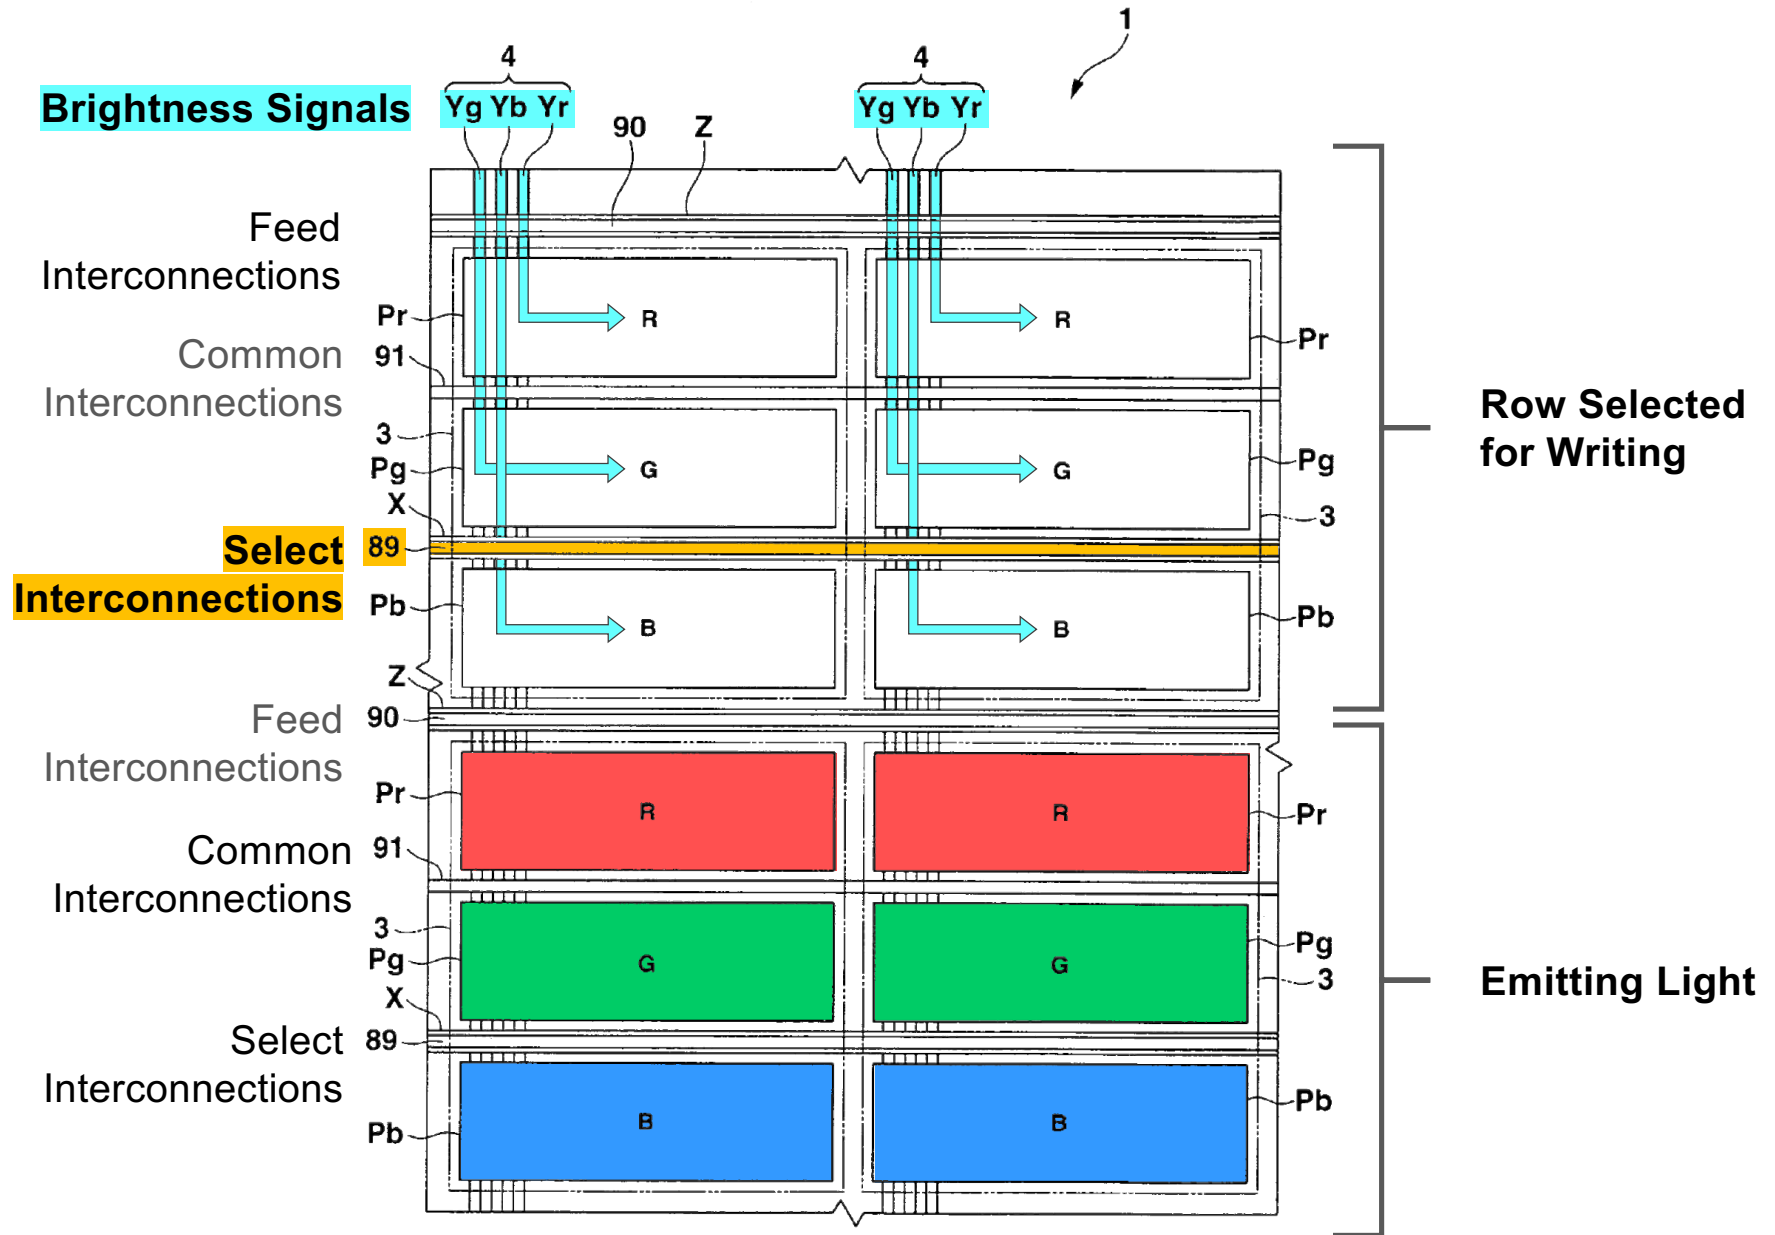 1
4
4
Brightness Signals
Yg Yb Yr
Yg Yb Yr
90
Z
Feed
Interconnections
Pr
R
R
Pr
Common
Interconnections
91
Row Selected
for Writing
3
Pg
G
G
Pg
X
3
Select
Interconnections
89
Pb
B
B
Pb
Z
Feed
Interconnections
90
Pr
R
R
Pr
Common
Interconnections
91
3
Pg
G
G
Pg
3
Emitting Light
X
Select
Interconnections
89
Pb
B
B
Pb